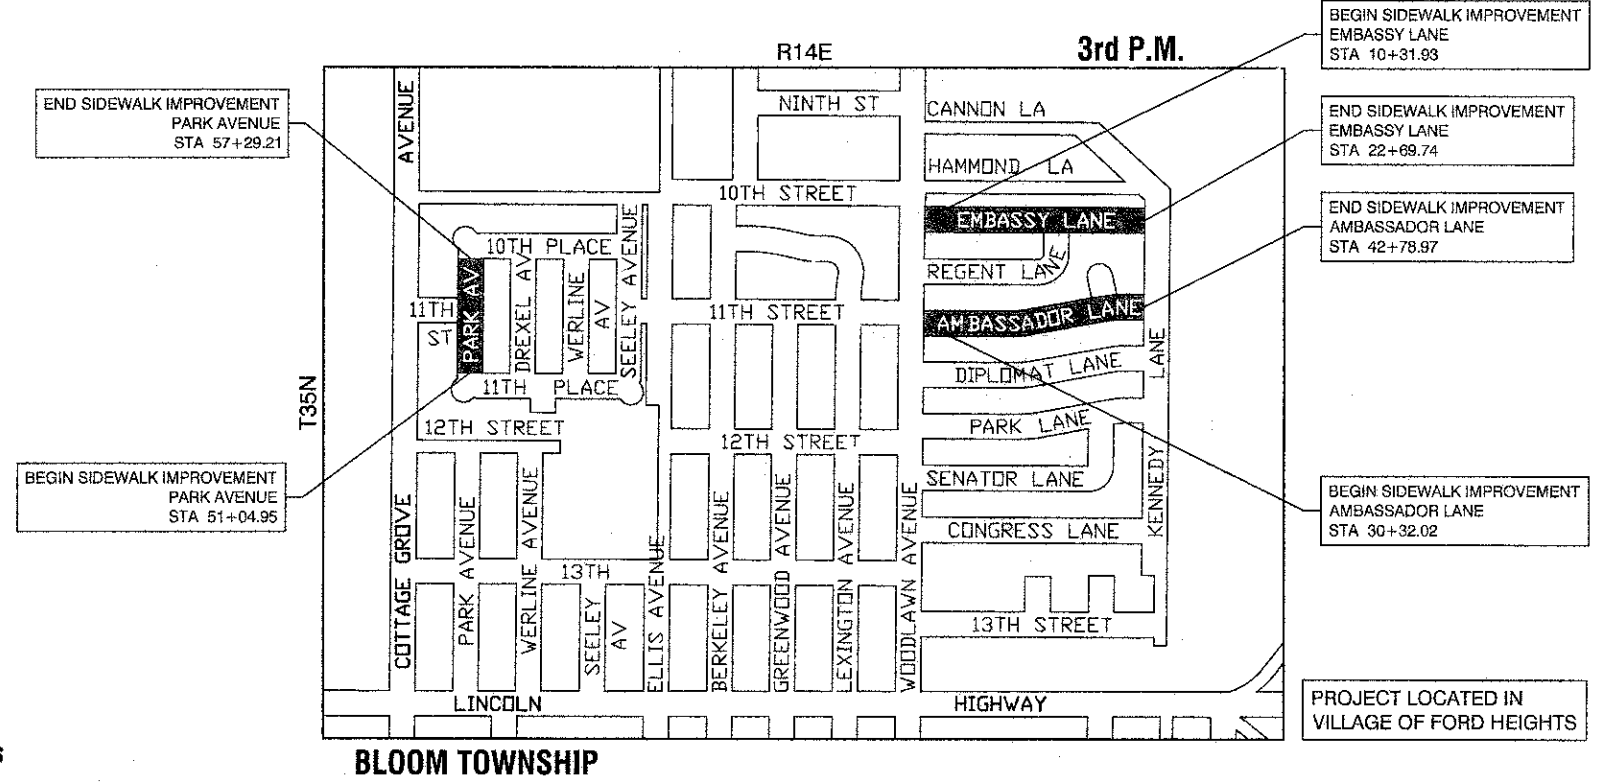 R14E
3rd P.M.
T35N
BEGIN SIDEWALK IMPROVEMENT
EMBASSY LANE
STA 10+31.93
END SIDEWALK IMPROVEMENT
PARK AVENUE
STA 57+29.21
END SIDEWALK IMPROVEMENT
EMBASSY LANE
STA 22+69.74
END SIDEWALK IMPROVEMENT
AMBASSADOR LANE
STA 42+78.97
BEGIN SIDEWALK IMPROVEMENT
PARK AVENUE
STA 51+04.95
BEGIN SIDEWALK IMPROVEMENT
AMBASSADOR LANE
STA 30+32.02
AVENUE
NINTH ST
CANNON LA
HAMMOND LA
10TH STREET
EMBASSY LANE
10TH PLACE
REGENT LANE
11TH
ST
PARK AV
DREXEL AV
WERLINE
AV
SEELEY AVENUE
11TH STREET
AMBASSADOR LANE
DIPLOMAT LANE
LANE
11TH PLACE
12TH STREET
12TH STREET
PARK LANE
SENATOR LANE
KENNEDY
CONGRESS LANE
COTTAGE GROVE
PARK AVENUE
WERLINE AVENUE
13TH
SEELEY
AV
ELLIS AVENUE
BERKELEY AVENUE
GREENWOOD AVENUE
LEXINGTON AVENUE
WOODLAWN AVENUE
13TH STREET
LINCOLN
HIGHWAY
PROJECT LOCATED IN
VILLAGE OF FORD HEIGHTS
BLOOM TOWNSHIP